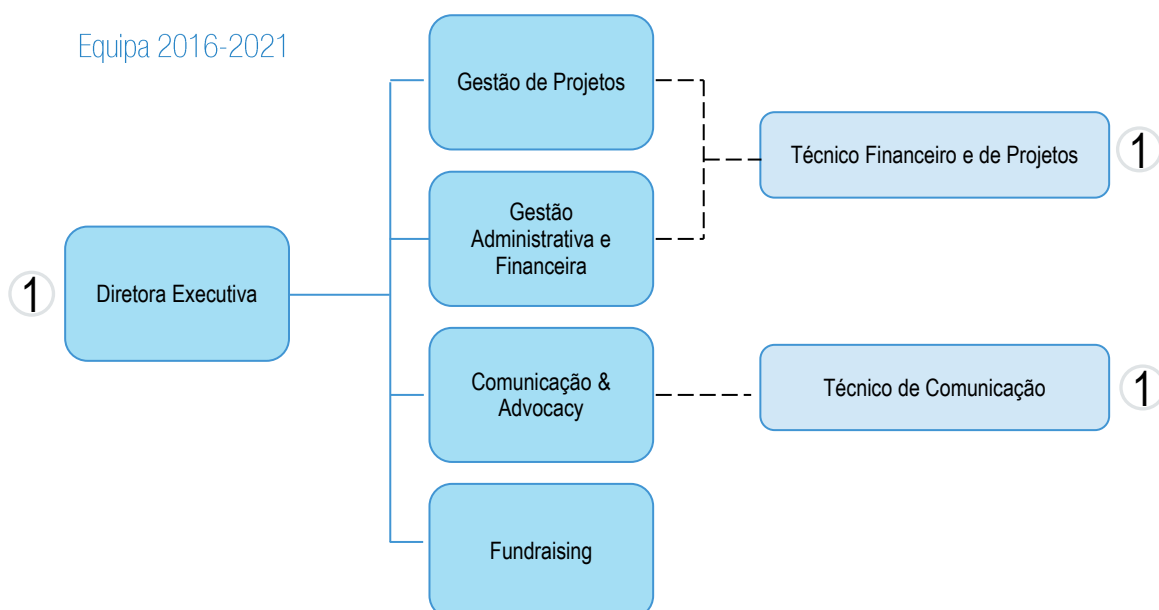 Equipa 2016-2021
Gestão de Projetos
Técnico Financeiro e de Projetos
1
Gestão
Administrativa e
Financeira
1
Diretora Executiva
Comunicação &
Advocacy
Técnico de Comunicação
1
Fundraising